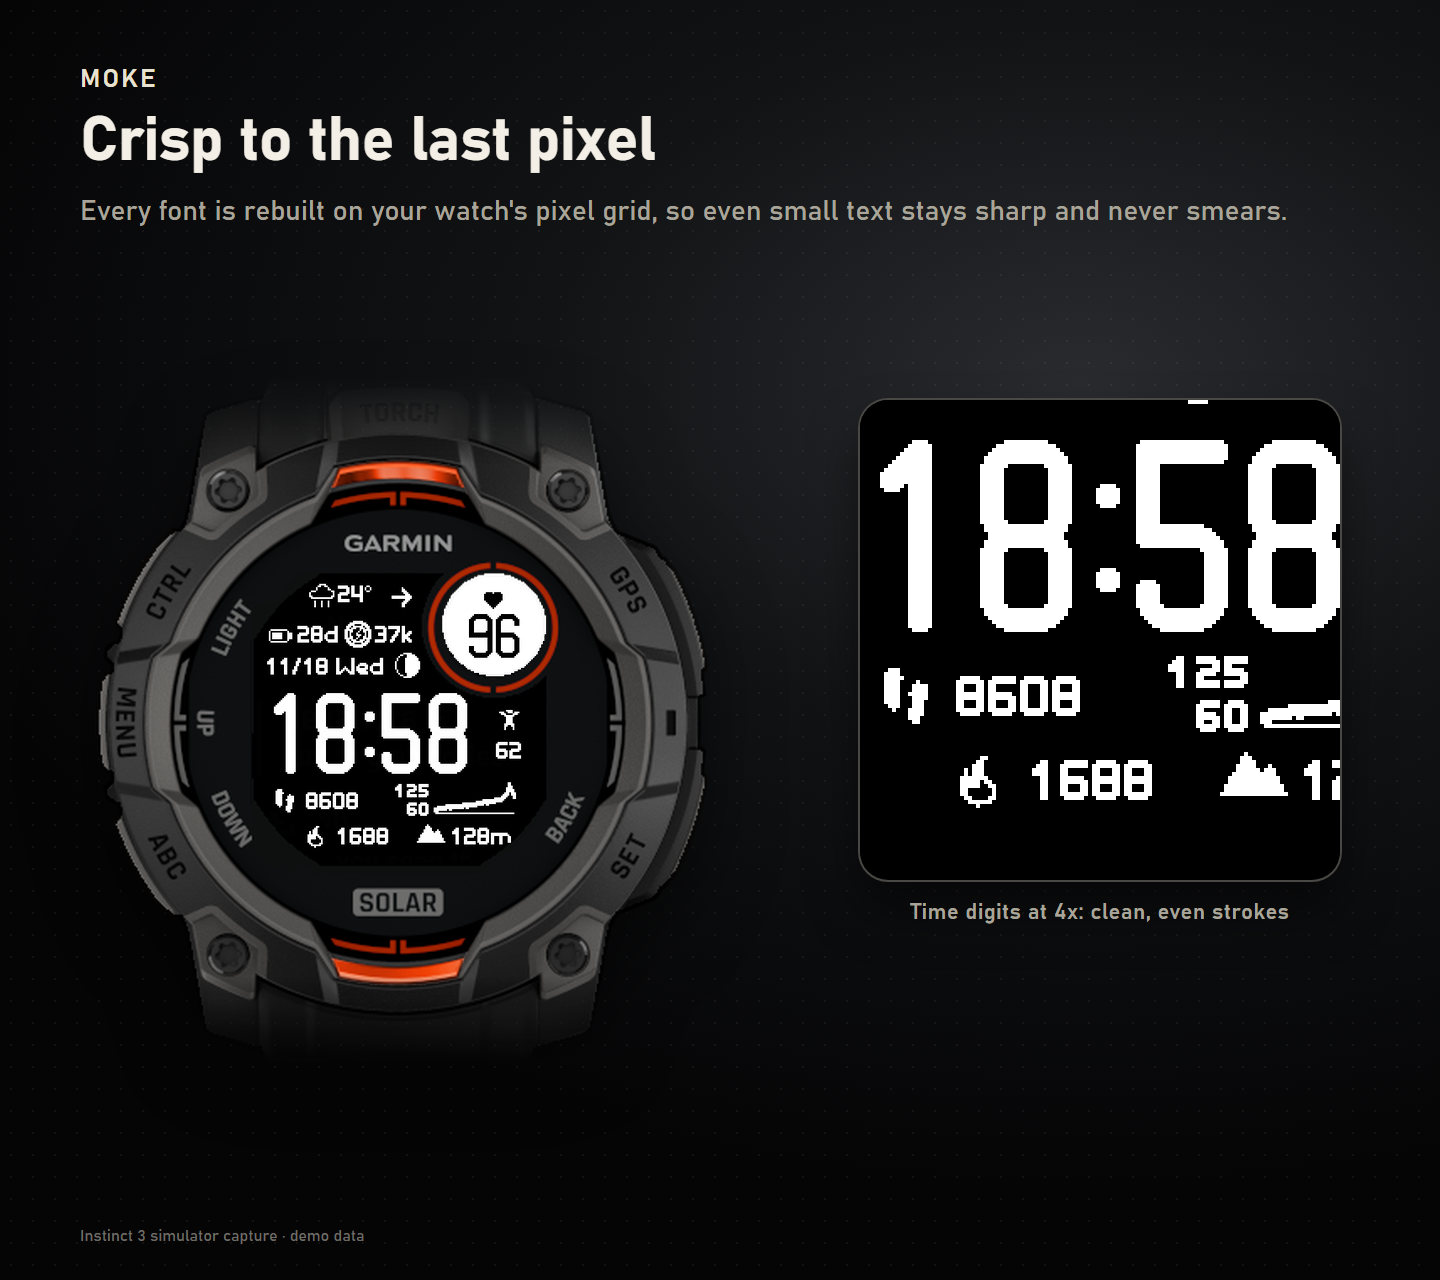 MOKE
Crisp to the last pixel
Every font is rebuilt on your watch's pixel grid, so even small text stays sharp and never smears.
TORCH
GARMIN
CTRL
LIGHT
GPS
24°
96
28d 37k
11/18 Wed
MENU
UP
18:58
62
8608
125
60
1688
128m
DOWN
BACK
ABC
SET
SOLAR
18:58
8608
125
60
1688
Time digits at 4x: clean, even strokes
Instinct 3 simulator capture · demo data